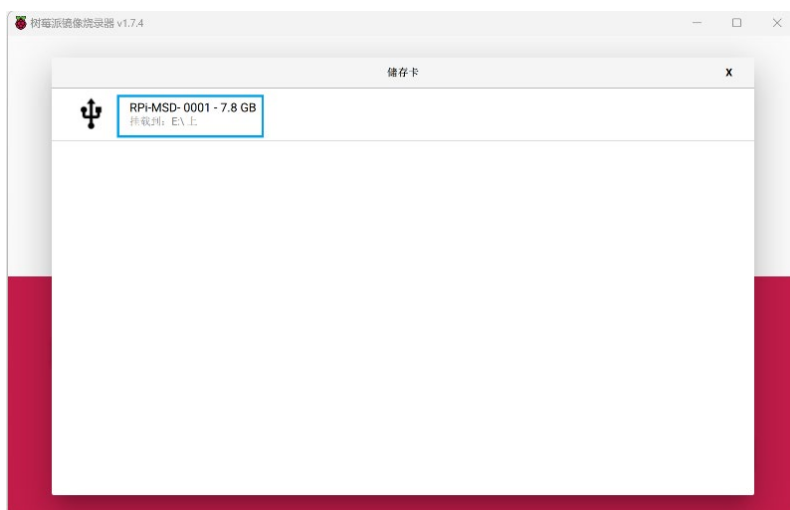 树莓派镜像烧录器 v1.7.4
储存卡
X
RPi-MSD- 0001 - 7.8 GB
挂载到：E:\ 上